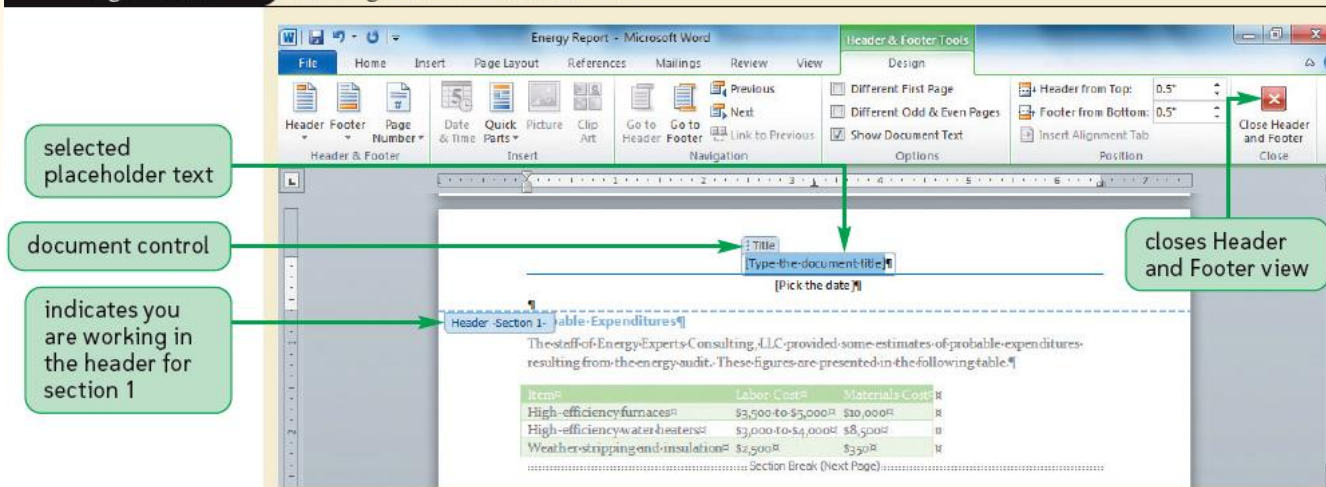 Energy Report - Microsoft Word
Header & Footer Tools
File Home Insert Page Layout References Mailings Review View Design
Header Footer Page Number
Date & Time Quick Parts Picture Clip Art
Go to Header Go to Footer Previous Next Link to Previous
Different First Page
Different Odd & Even Pages
Show Document Text
Header from Top: 0.5"
Footer from Bottom: 0.5"
Insert Alignment Tab
Close Header and Footer
Header & Footer Insert Navigation Options Position Close
selected
placeholder text
document control
indicates you
are working in
the header for
section 1
closes Header
and Footer view
Title
[Type·the·document·title]¶
[Pick the date]¶
¶
Header -Section 1-
able·Expenditures¶
The·staff·of·Energy·Experts·Consulting,·LLC·provided·some·estimates·of·probable·expenditures·
resulting·from·the·energy·audit.·These·figures·are·presented·in·the·following·table.¶
Item¤ Labor·Cost¤ Materials·Cost¤ ¤
High-efficiency·furnaces¤ $3,500·to·$5,000¤ $10,000¤ ¤
High-efficiency·water·heaters¤ $3,000·to·$4,000¤ $8,500¤ ¤
Weather·stripping·and·insulation¤ $2,500¤ $350¤ ¤
Section Break (Next Page)